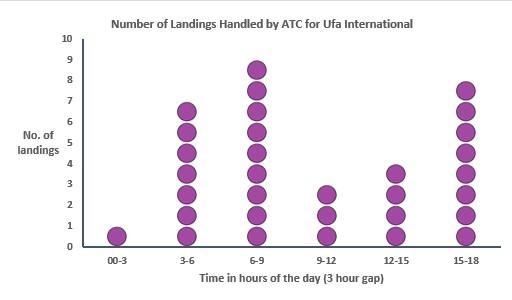 Number of Landings Handled by ATC for Ufa International
10
9
8
7
6
5
4
3
2
1
0
No. of
landings
00-3 3-6 6-9 9-12 12-15 15-18
Time in hours of the day (3 hour gap)